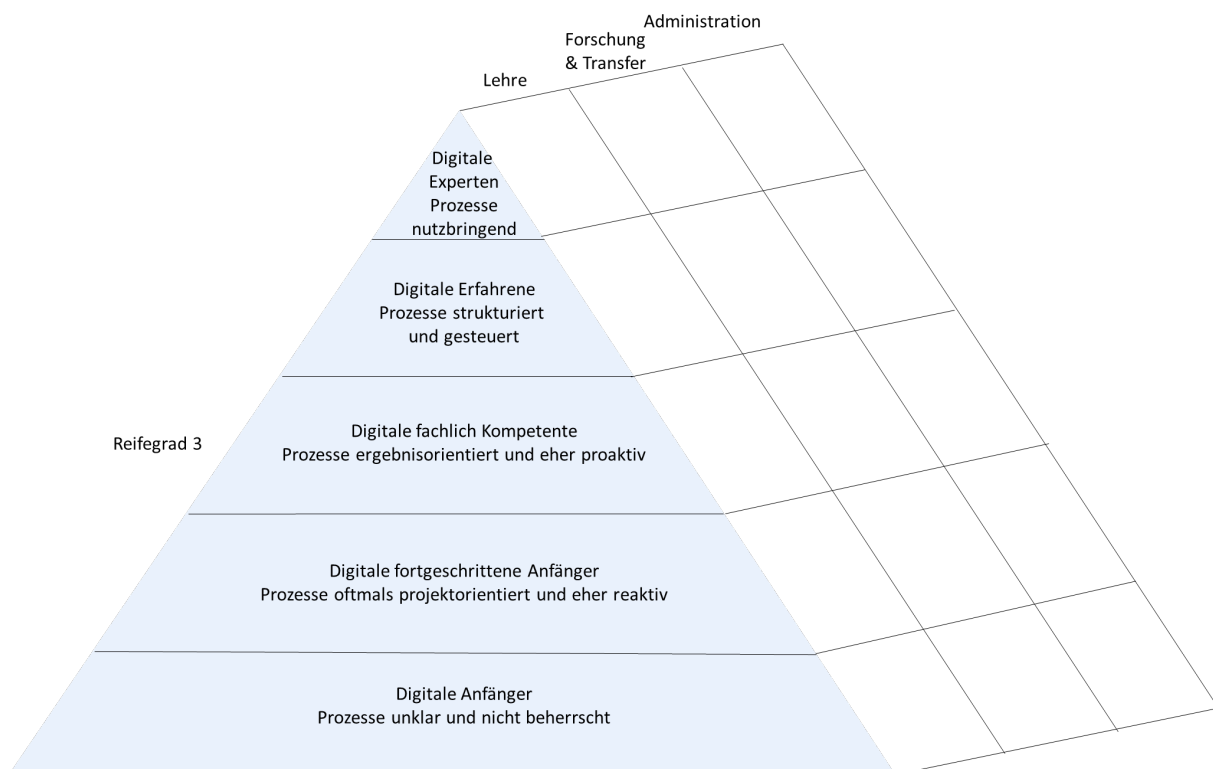 Administration
Forschung
& Transfer
Lehre
Digitale
Experten
Prozesse
nutzbringend
Digitale Erfahrene
Prozesse strukturiert
und gesteuert
Reifegrad 3
Digitale fachlich Kompetente
Prozesse ergebnisorientiert und eher proaktiv
Digitale fortgeschrittene Anfänger
Prozesse oftmals projektorientiert und eher reaktiv
Digitale Anfänger
Prozesse unklar und nicht beherrscht